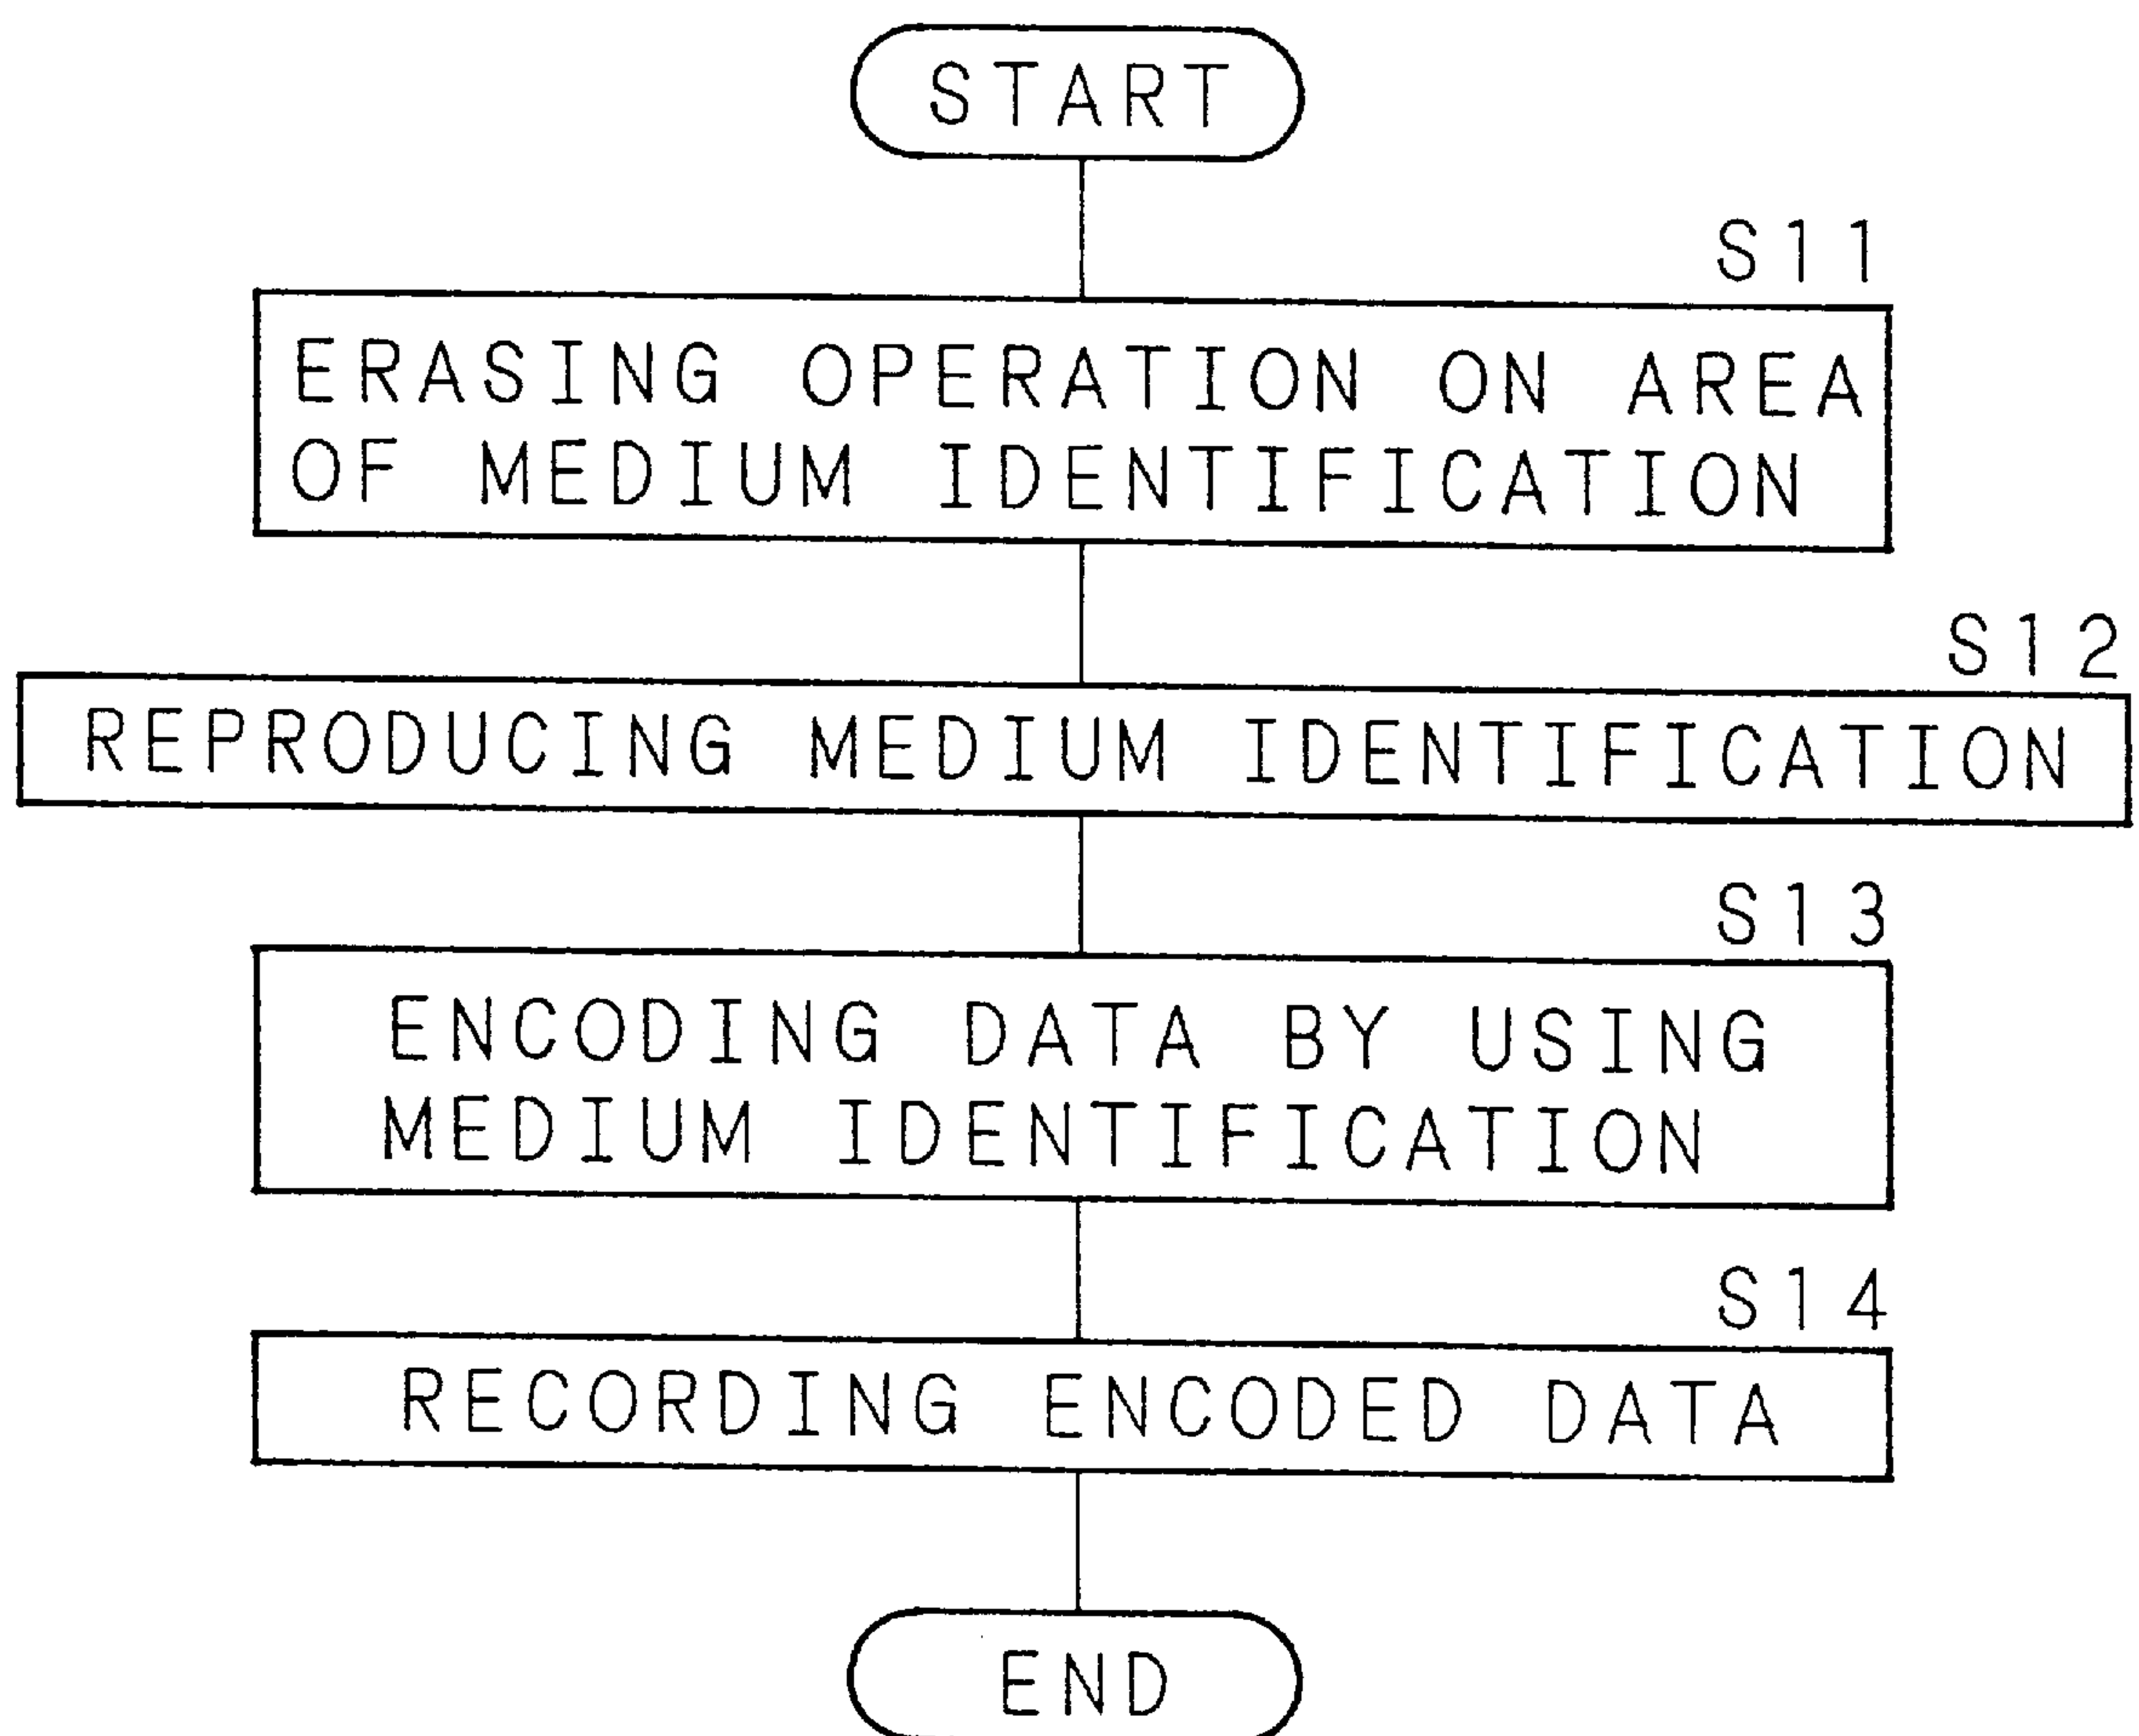 START
S11
ERASING OPERATION ON AREA
OF MEDIUM IDENTIFICATION
S12
REPRODUCING MEDIUM IDENTIFICATION
S13
ENCODING DATA BY USING
MEDIUM IDENTIFICATION
S14
RECORDING ENCODED DATA
END